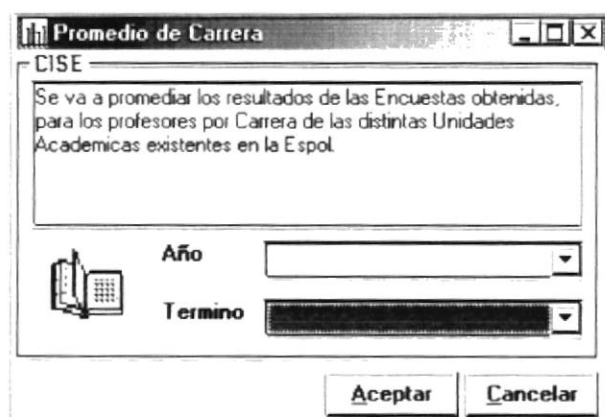 Promedio de Carrera
CISE
Se va a promediar los resultados de las Encuestas obtenidas,
para los profesores por Carrera de las distintas Unidades
Academicas existentes en la Espol.
Año
Termino
Aceptar Cancelar